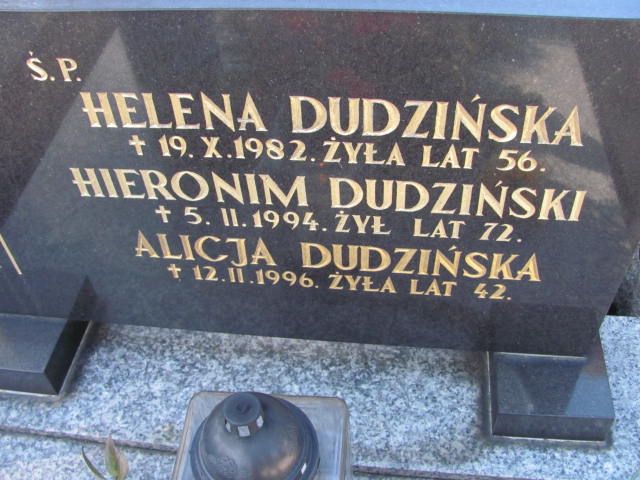 Ś.P.
HELENA DUDZIŃSKA
✝ 19.X.1982. ŻYŁA LAT 56.
HIERONIM DUDZIŃSKI
✝ 5.II.1994. ŻYŁ LAT 72.
ALICJA DUDZIŃSKA
✝ 12.II.1996. ŻYŁA LAT 42.